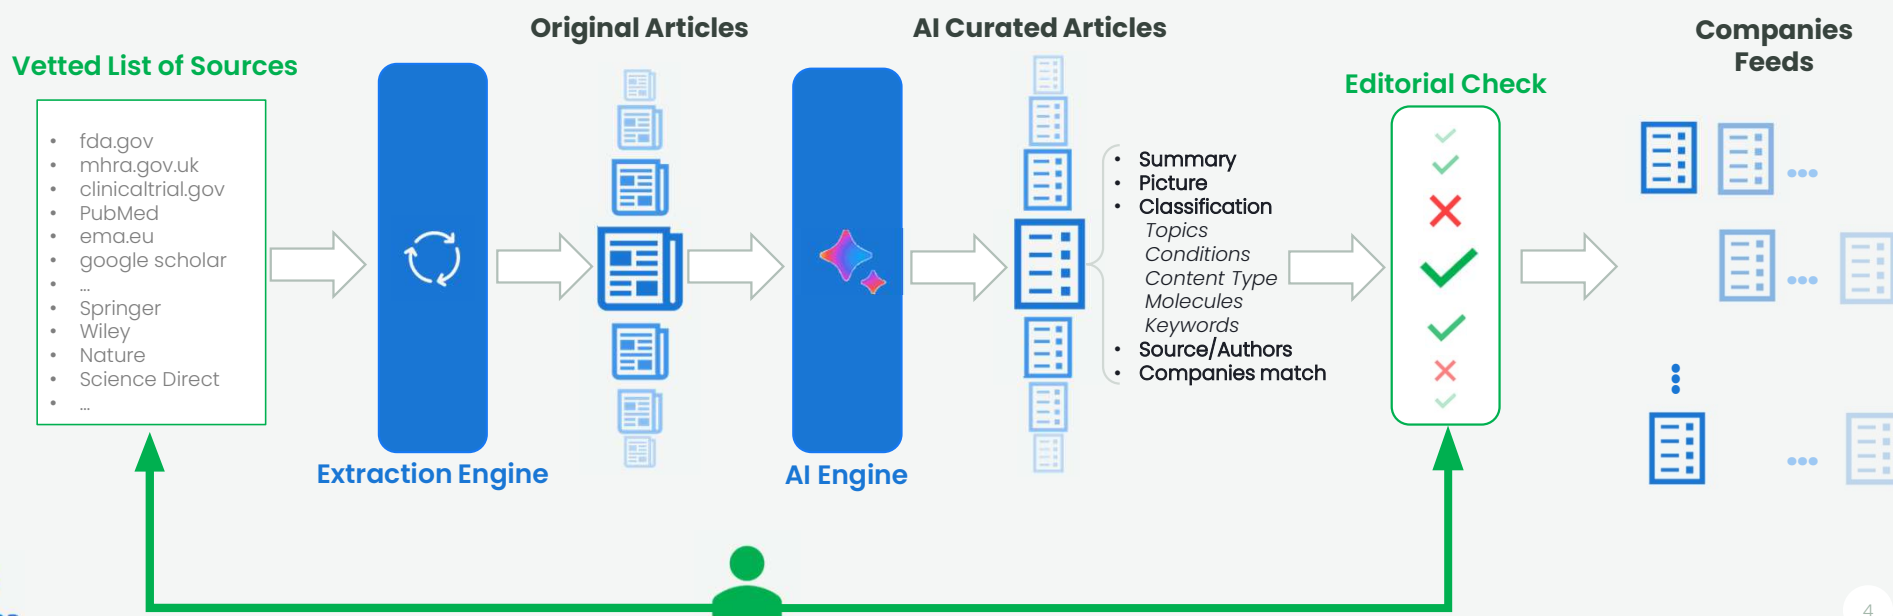 Vetted List of Sources
• fda.gov
• mhra.gov.uk
• clinicaltrial.gov
• PubMed
• ema.eu
• google scholar
• ...
• Springer
• Wiley
• Nature
• Science Direct
• ...
Extraction Engine
Original Articles
AI Engine
AI Curated Articles
• Summary
• Picture
• Classification
Topics
Conditions
Content Type
Molecules
Keywords
• Source/Authors
• Companies match
Editorial Check
Companies
Feeds
4